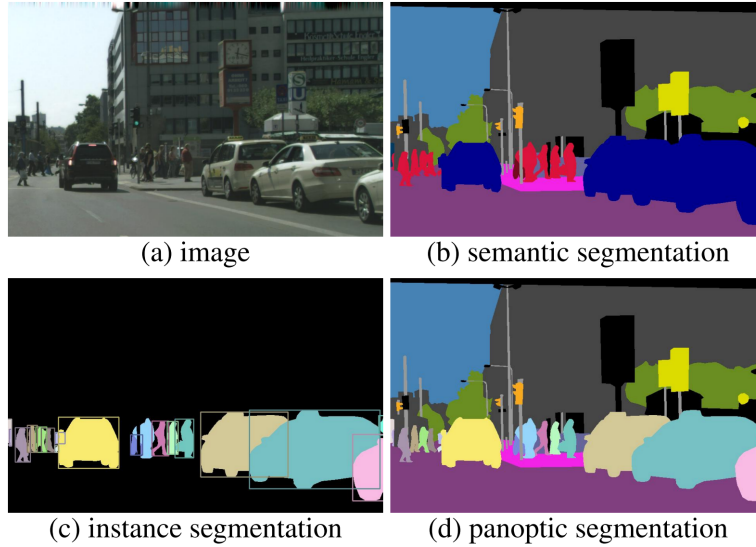 S
U
(a) image
(b) semantic segmentation
(c) instance segmentation
(d) panoptic segmentation